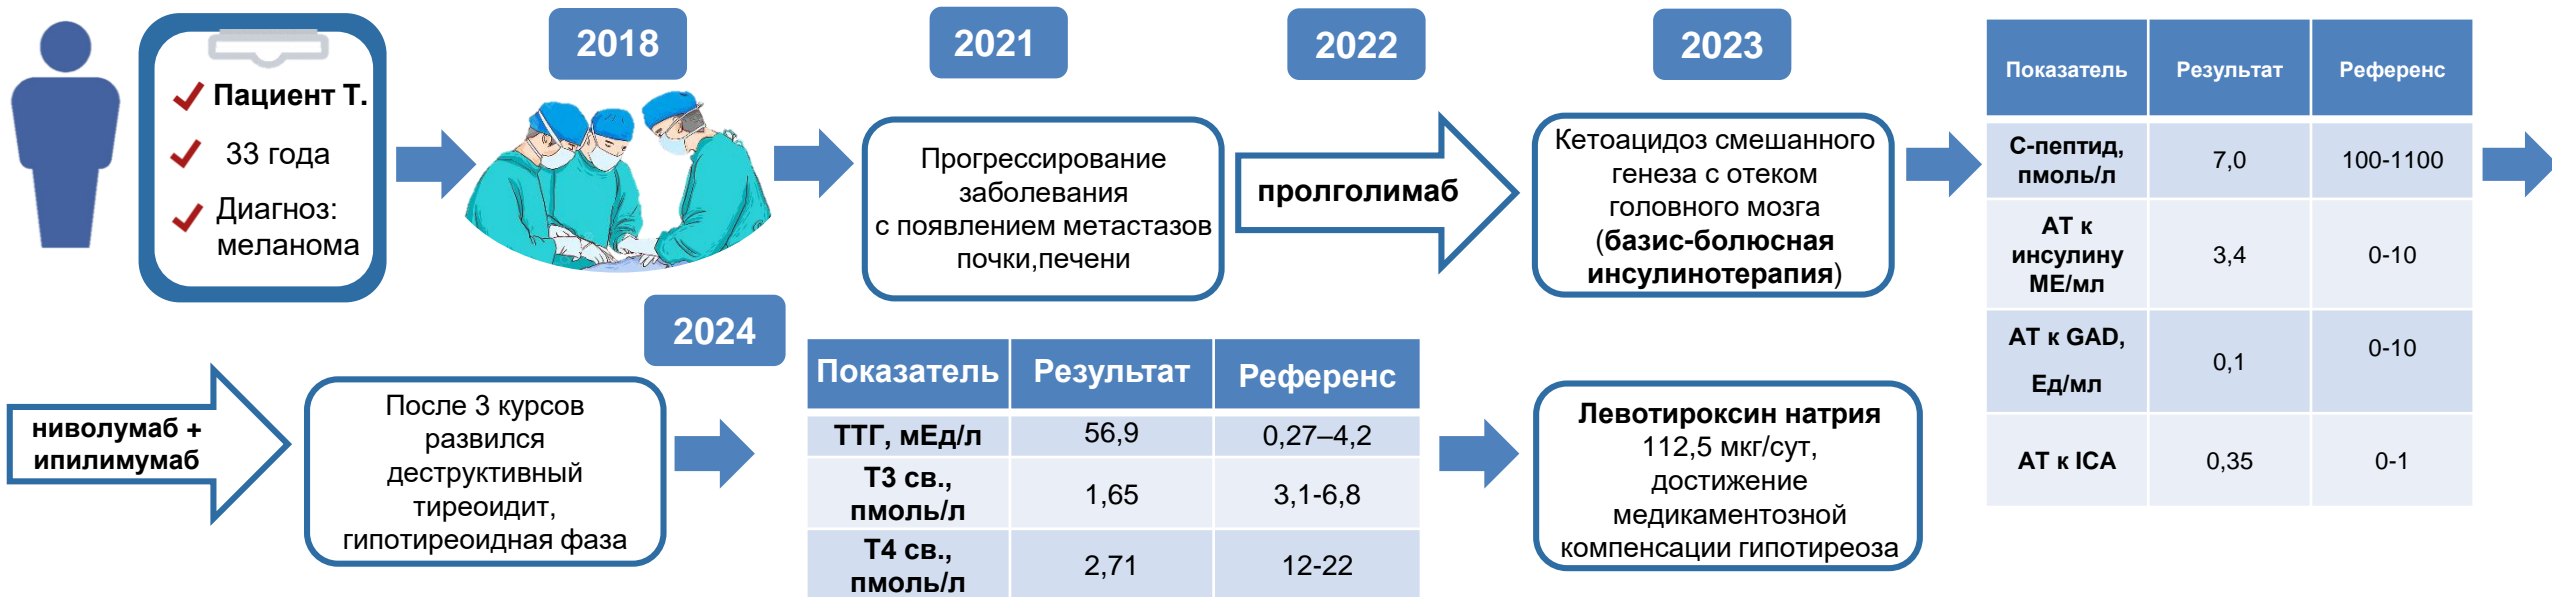 Пациент Т.
33 года
Диагноз:
меланома
2018
2021
Прогрессирование
заболевания
с появлением метастазов
почки,печени
2022
пролголимаб
2023
Кетоацидоз смешанного
генеза с отеком
головного мозга
(базис-болюсная
инсулинотерапия)
Показатель Результат Референс
С-пептид,
пмоль/л 7,0 100-1100
АТ к
инсулину
МЕ/мл 3,4 0-10
АТ к GAD,
Ед/мл 0,1 0-10
АТ к ICA 0,35 0-1
ниволумаб +
ипилимумаб
После 3 курсов
развился
деструктивный
тиреоидит,
гипотиреоидная фаза
2024
Показатель Результат Референс
ТТГ, мЕд/л 56,9 0,27–4,2
Т3 св.,
пмоль/л 1,65 3,1-6,8
Т4 св.,
пмоль/л 2,71 12-22
Левотироксин натрия
112,5 мкг/сут,
достижение
медикаментозной
компенсации гипотиреоза